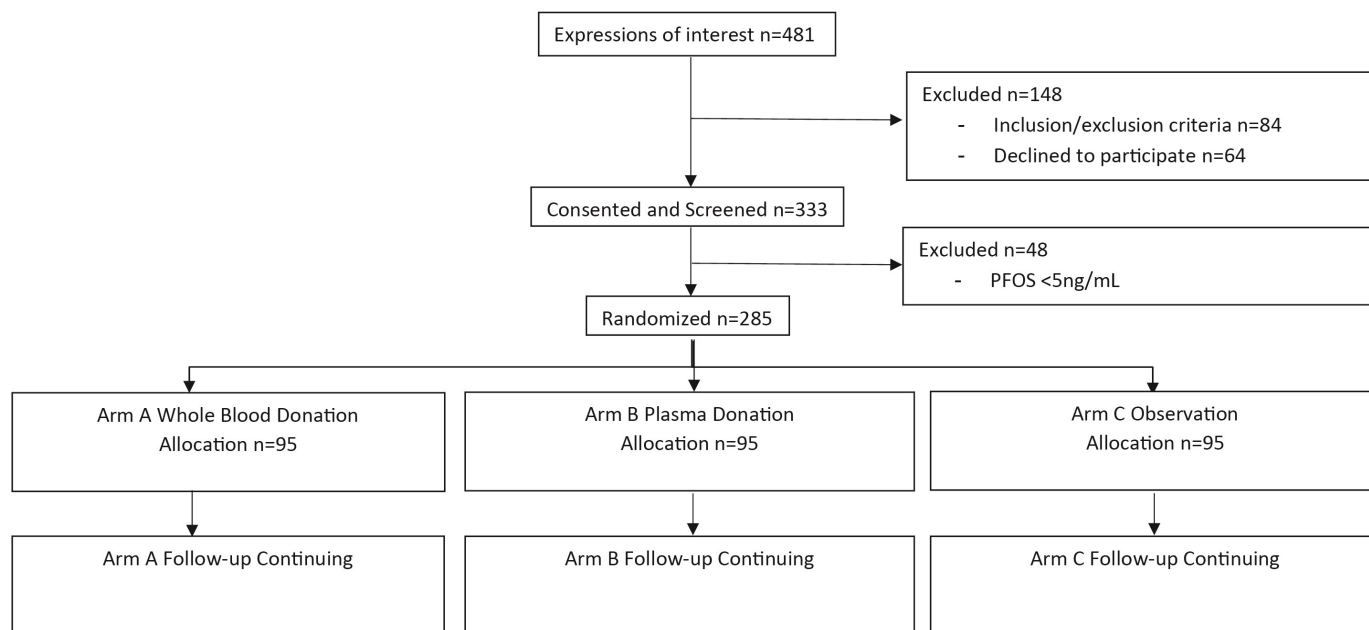 Expressions of interest n=481
Excluded n=148
- Inclusion/exclusion criteria n=84
- Declined to participate n=64
Consented and Screened n=333
Excluded n=48
- PFOS <5ng/mL
Randomized n=285
Arm A Whole Blood Donation
Allocation n=95
Arm B Plasma Donation
Allocation n=95
Arm C Observation
Allocation n=95
Arm A Follow-up Continuing
Arm B Follow-up Continuing
Arm C Follow-up Continuing